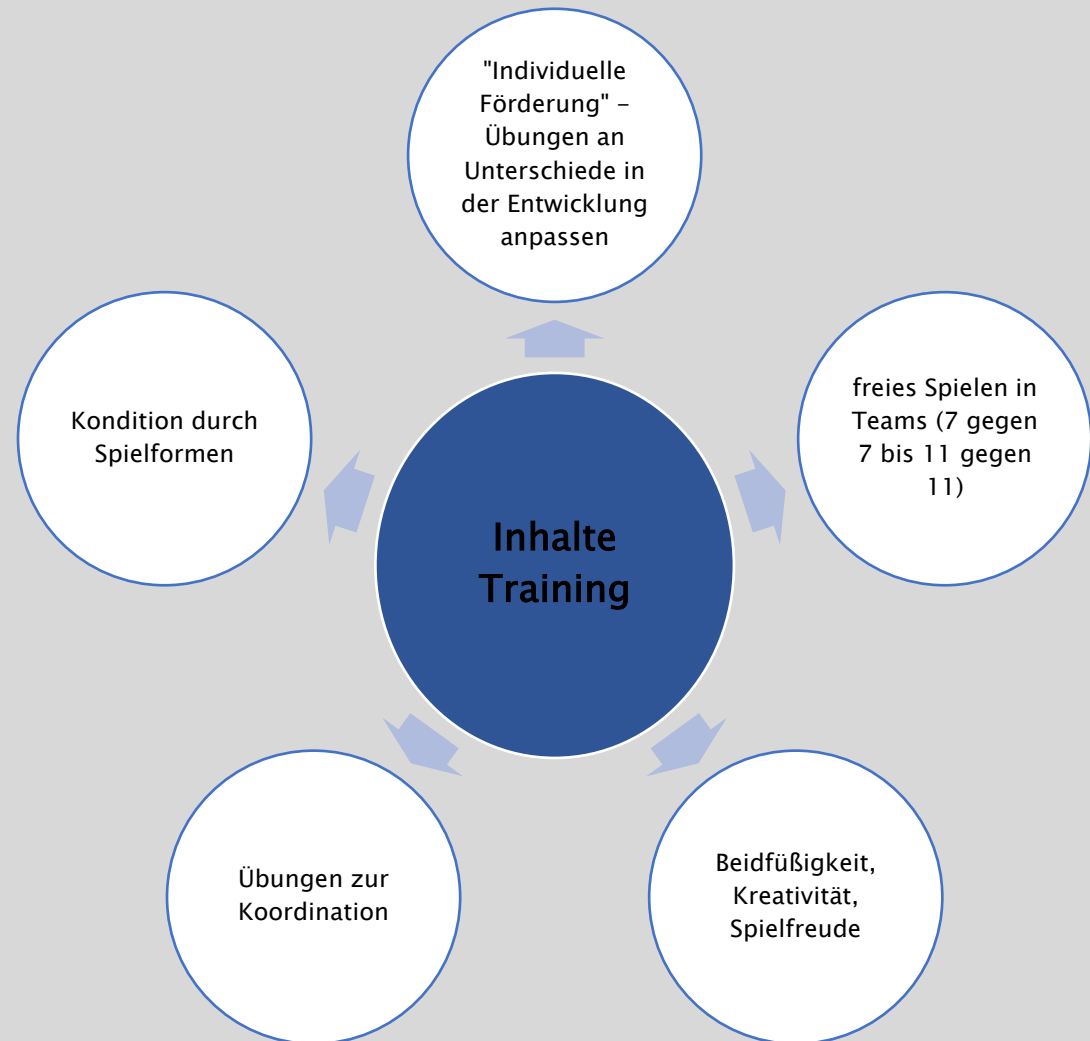 "Individuelle
Förderung" –
Übungen an
Unterschiede in
der Entwicklung
anpassen
freies Spielen in
Teams (7 gegen
7 bis 11 gegen
11)
Kondition durch
Spielformen
Inhalte
Training
Übungen zur
Koordination
Beidfüßigkeit,
Kreativität,
Spielfreude